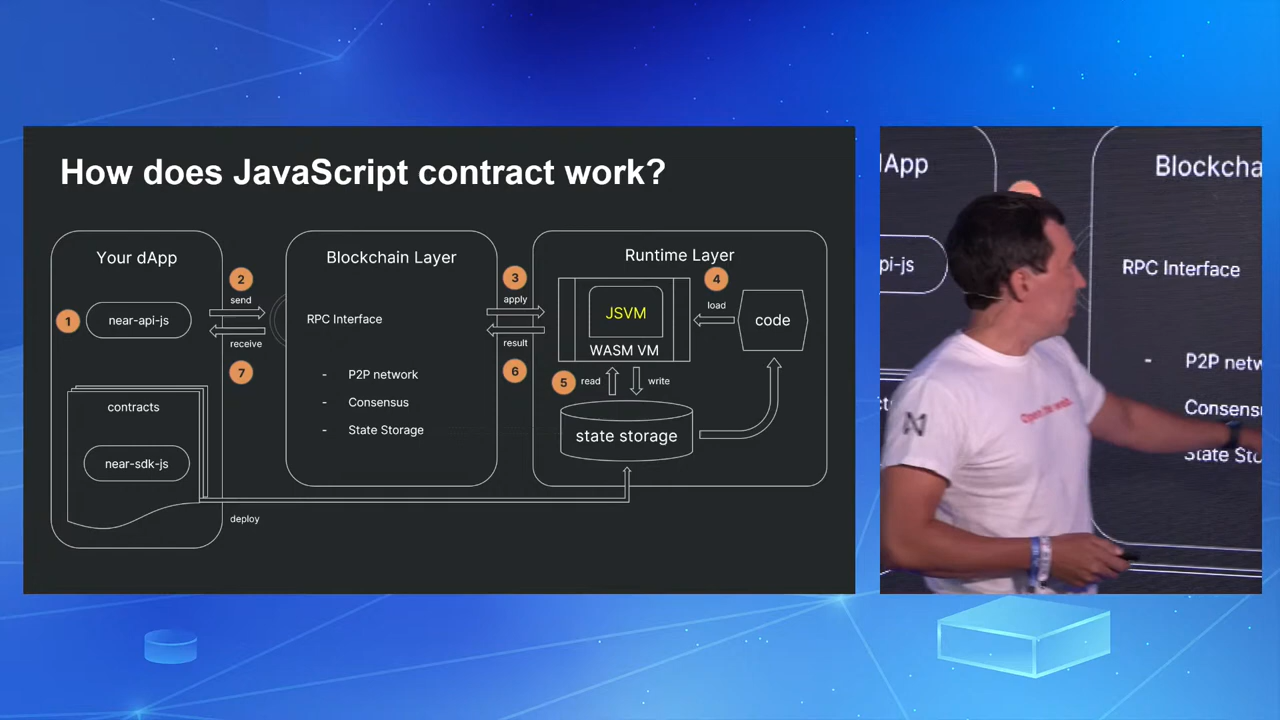 How does JavaScript contract work?
Your dApp
1
near-api-js
contracts
near-sdk-js
deploy
2
send
receive
7
Blockchain Layer
RPC Interface
- P2P network
- Consensus
- State Storage
3
apply
result
6
Runtime Layer
JSVM
WASM VM
4
load
code
5
read
write
state storage
dApp
pi-js
Blockcha
RPC Interface
- P2P netw
Consens
State Sto
N